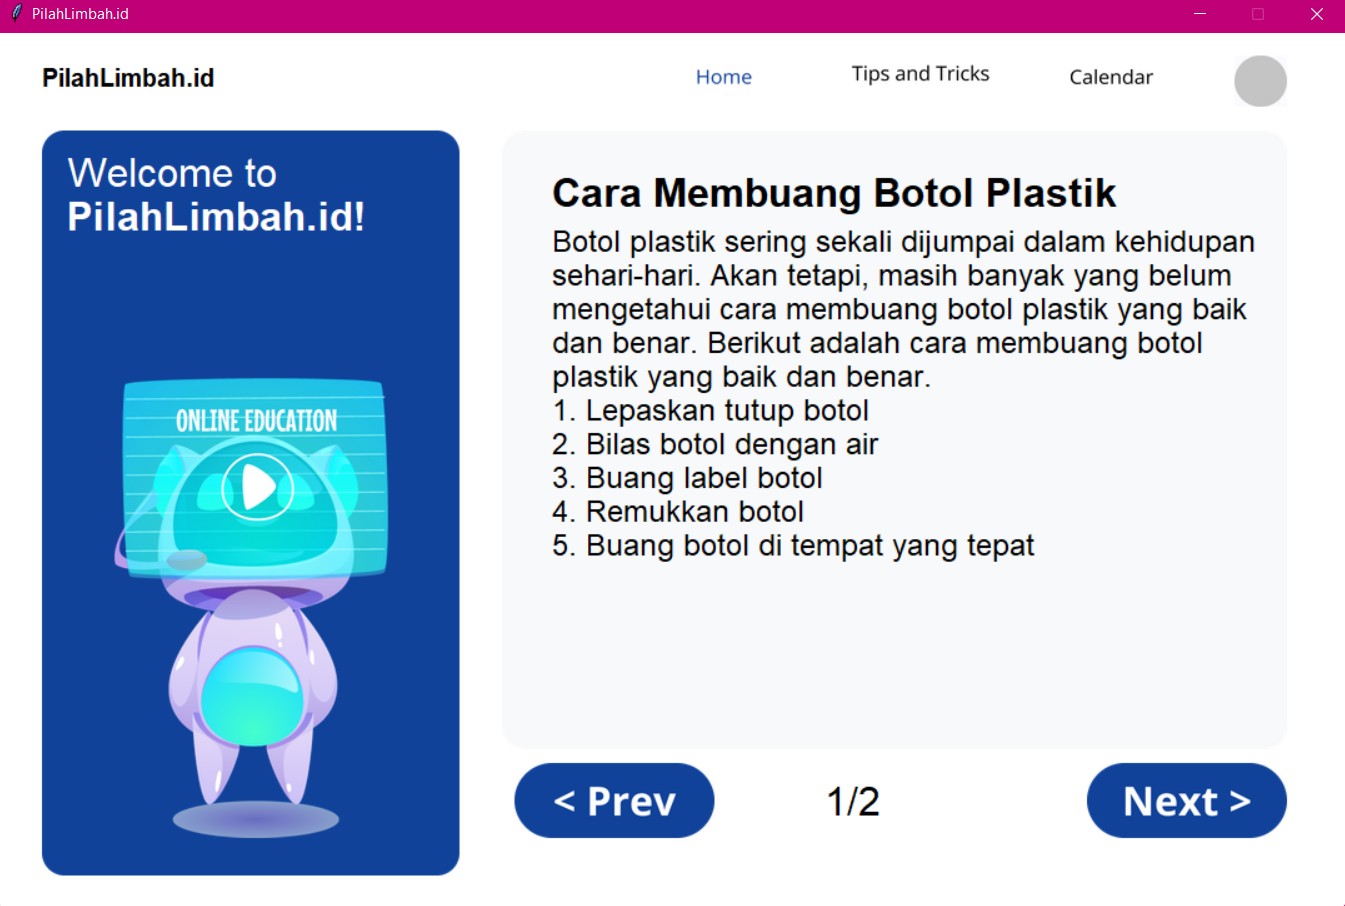 PilahLimbah.id
PilahLimbah.id
Home
Tips and Tricks
Calendar
Welcome to
PilahLimbah.id!
ONLINE EDUCATION
Cara Membuang Botol Plastik
Botol plastik sering sekali dijumpai dalam kehidupan
sehari-hari. Akan tetapi, masih banyak yang belum
mengetahui cara membuang botol plastik yang baik
dan benar. Berikut adalah cara membuang botol
plastik yang baik dan benar.
1. Lepaskan tutup botol
2. Bilas botol dengan air
3. Buang label botol
4. Remukkan botol
5. Buang botol di tempat yang tepat
< Prev
1/2
Next >